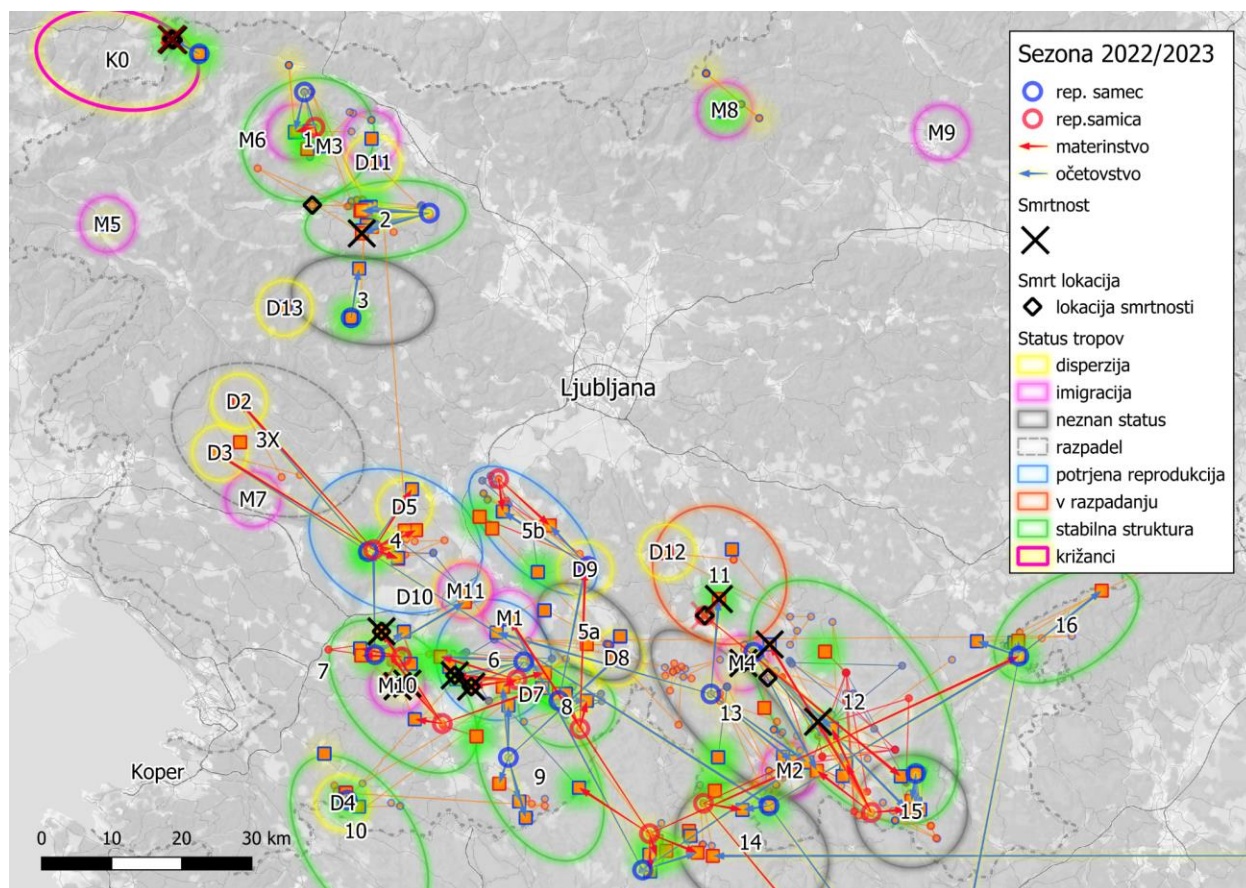 K0
M6
1
M3
D11
M8
M9
M5
2
D13
3
Ljubljana
D2
3X
D3
M7
D5
4
5b
D10
M11
D9
D12
11
M1
5a
D8
7
6
M10
D7
8
M4
13
12
16
Koper
9
M2
D4
10
14
15
0 10 20 30 km
Sezona 2022/2023
rep. samec
rep.samica
materinstvo
očetovstvo
Smrtnost
Smrt lokacija
lokacija smrtnosti
Status tropov
disperzija
imigracija
neznan status
razpadel
potrjena reprodukcija
v razpadanju
stabilna struktura
križanci